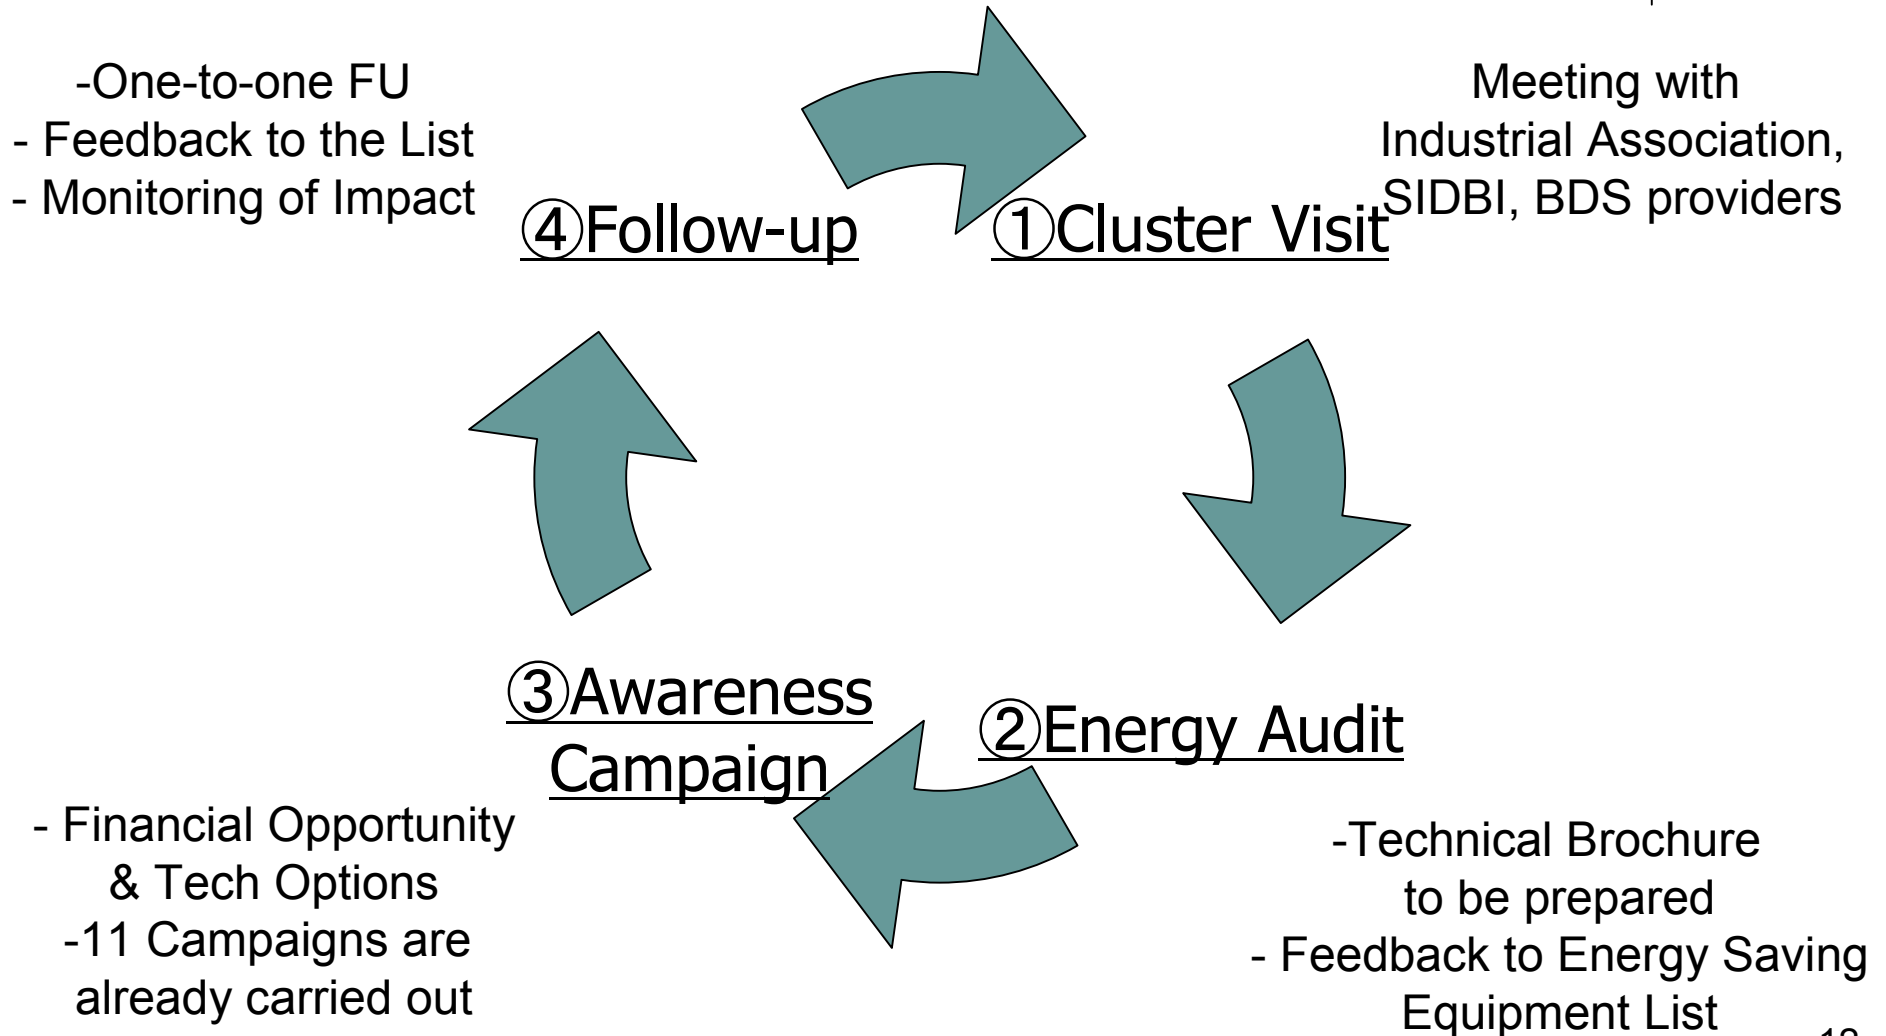 -One-to-one FU
- Feedback to the List
- Monitoring of Impact
④Follow-up
①Cluster Visit
Meeting with
Industrial Association,
SIDBI, BDS providers
③Awareness
Campaign
②Energy Audit
- Financial Opportunity
& Tech Options
-11 Campaigns are
already carried out
-Technical Brochure
to be prepared
- Feedback to Energy Saving
Equipment List